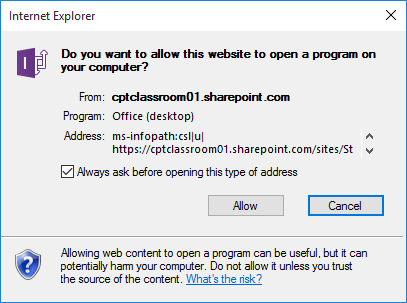 Internet Explorer
Do you want to allow this website to open a program on
your computer?
From: cptclassroom01.sharepoint.com
Program: Office (desktop)
Address: ms-infopath:csl|u|
https://cptclassroom01.sharepoint.com/sites/St
Always ask before opening this type of address
Allow Cancel
Allowing web content to open a program can be useful, but it can
potentially harm your computer. Do not allow it unless you trust
the source of the content. What's the risk?